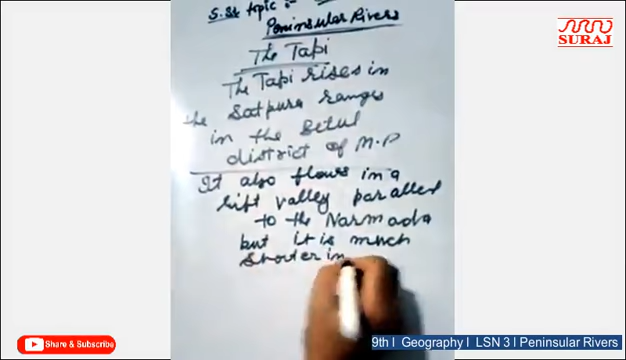 S.St topic :-
Peninsular Rivers
The Tapi
The Tapi rises in
the Satpura ranges
in the Betul
district of M.P
It also flows in a
rift valley parallel
to the Narmada
but it is much
shorter in
SURAJ
Share & Subscribe
9th I Geography I LSN 3 I Peninsular Rivers